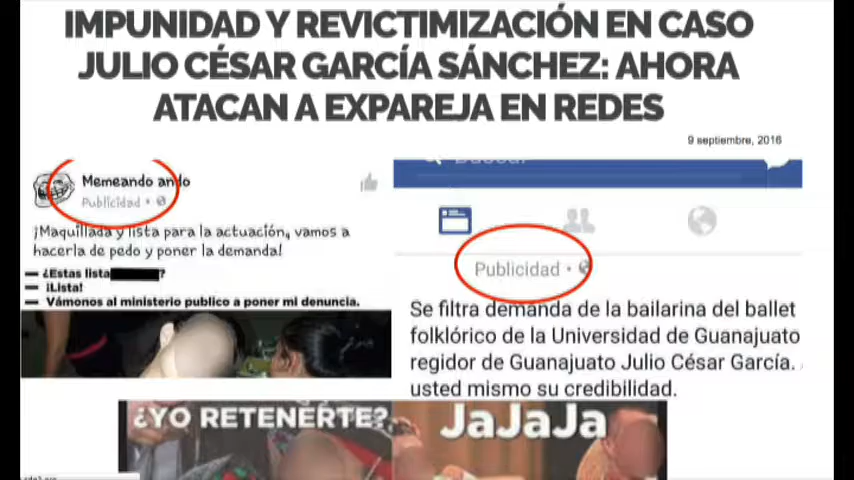 IMPUNIDAD Y REVICTIMIZACIÓN EN CASO
JULIO CÉSAR GARCÍA SÁNCHEZ: AHORA
ATACAN A EXPAREJA EN REDES
9 septiembre, 2016
Memeando ando
Publicidad
¡Maquillada y lista para la actuación, vamos a
hacerla de pedo y poner la demanda!
— ¿Estas lista ?
— ¡Lista!
— Vámonos al ministerio publico a poner mi denuncia.
Buscar
Publicidad
Se filtra demanda de la bailarina del ballet
folklórico de la Universidad de Guanajuato
regidor de Guanajuato Julio César García.
usted mismo su credibilidad.
¿YO RETENERTE?
JaJaJa